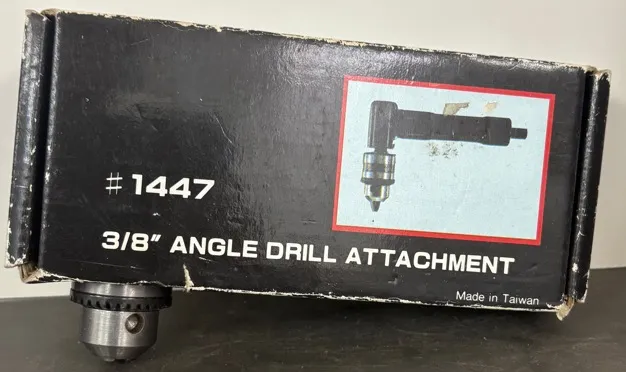 #1447
3/8" ANGLE DRILL ATTACHMENT
Made in Taiwan